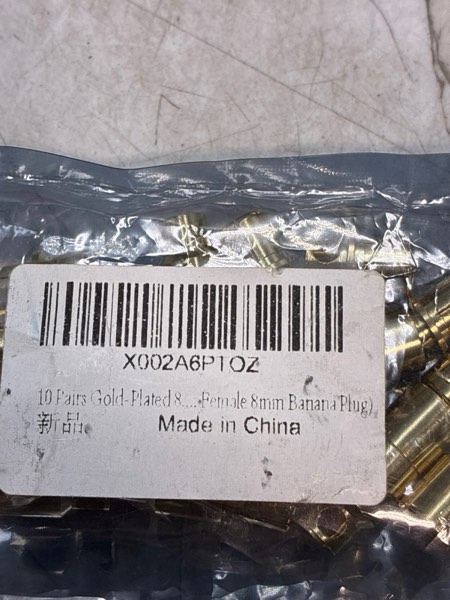 X002A6P1OZ
10 Pairs Gold-Plated 8....Female 8mm Banana Plug)
新品 Made in China